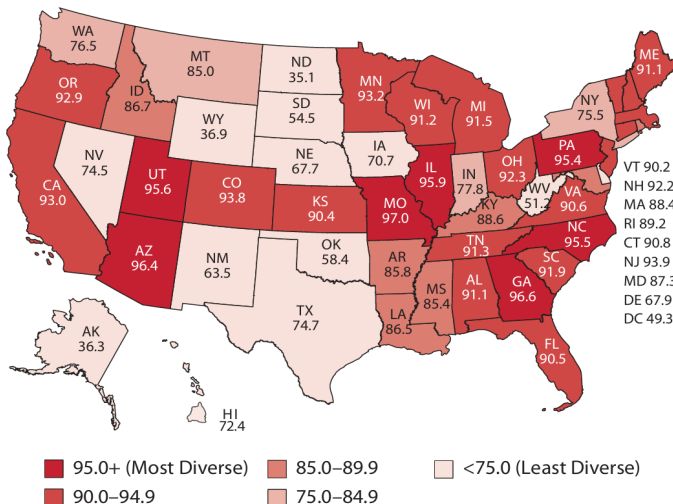 WA
76.5
OR
92.9
CA
93.0
NV
74.5
ID
86.7
MT
85.0
WY
36.9
UT
95.6
AZ
96.4
CO
93.8
NM
63.5
ND
35.1
SD
54.5
NE
67.7
KS
90.4
OK
58.4
TX
74.7
MN
93.2
IA
70.7
MO
97.0
AR
85.8
LA
86.5
WI
91.2
IL
95.9
MI
91.5
IN
77.8
OH
92.3
KY
88.6
TN
91.3
MS
85.4
AL
91.1
GA
96.6
FL
90.5
SC
91.9
NC
95.5
VA
90.6
WV
51.2
PA
95.4
NY
75.5
ME
91.1
VT 90.2
NH 92.2
MA 88.4
RI 89.2
CT 90.8
NJ 93.9
MD 87.3
DE 67.9
DC 49.3
AK
36.3
HI
72.4
95.0+ (Most Diverse)
90.0–94.9
85.0–89.9
75.0–84.9
<75.0 (Least Diverse)